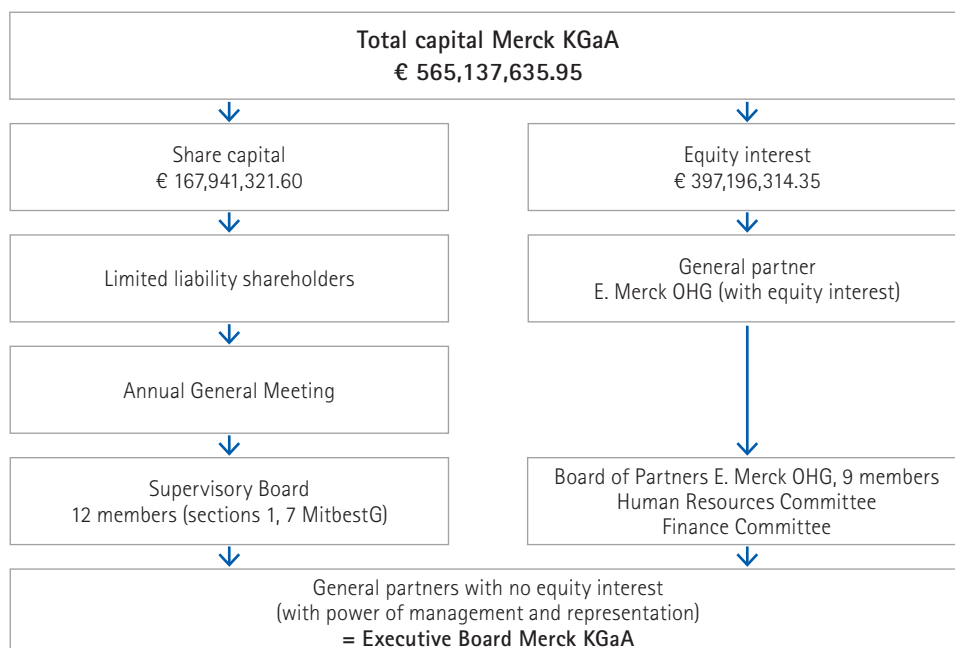 Total capital Merck KGaA
€ 565,137,635.95
Share capital
€ 167,941,321.60
Equity interest
€ 397,196,314.35
Limited liability shareholders
General partner
E. Merck OHG (with equity interest)
Annual General Meeting
Supervisory Board
12 members (sections 1, 7 MitbestG)
Board of Partners E. Merck OHG, 9 members
Human Resources Committee
Finance Committee
General partners with no equity interest
(with power of management and representation)
= Executive Board Merck KGaA